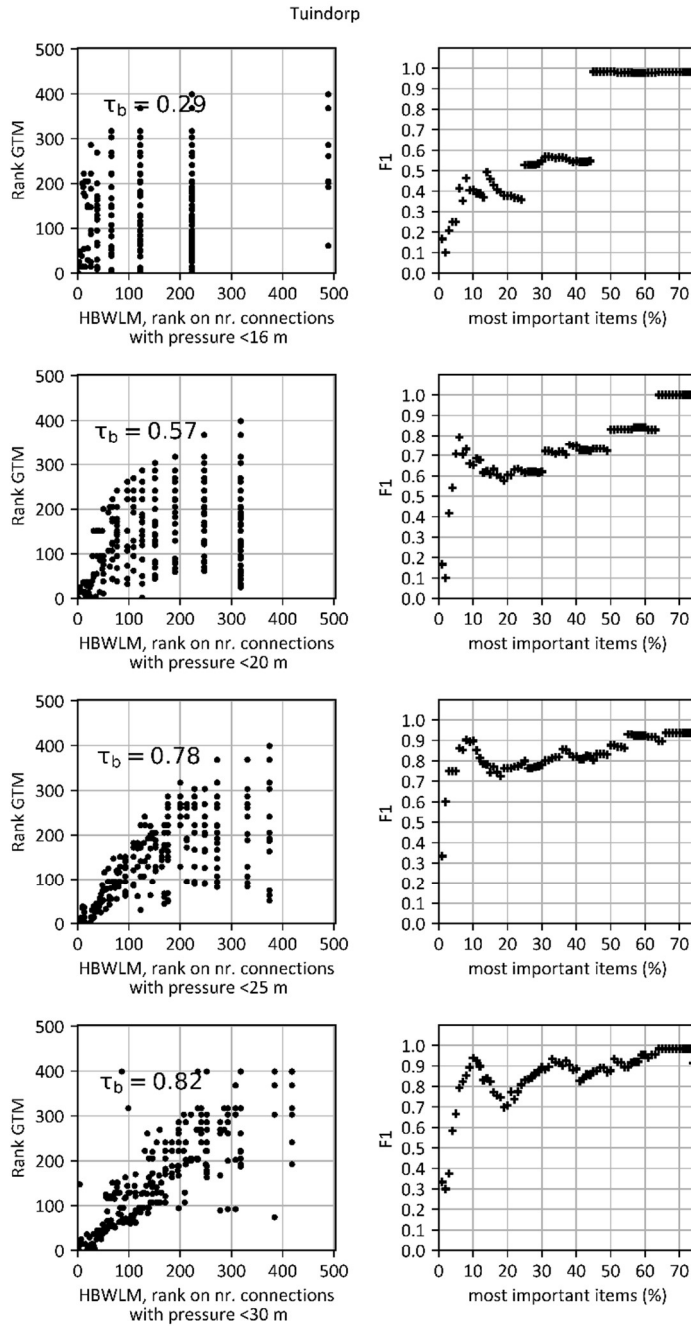 Tuindorp
500
400
300
200
100
0
Rank GTM
τb = 0.29
0 100 200 300 400 500
HBWLM, rank on nr. connections
with pressure <16 m
1.0
0.9
0.8
0.7
0.6
0.5
0.4
0.3
0.2
0.1
0.0
F1
0 10 20 30 40 50 60 70
most important items (%)
500
400
300
200
100
0
Rank GTM
τb = 0.57
0 100 200 300 400 500
HBWLM, rank on nr. connections
with pressure <20 m
1.0
0.9
0.8
0.7
0.6
0.5
0.4
0.3
0.2
0.1
0.0
F1
0 10 20 30 40 50 60 70
most important items (%)
500
400
300
200
100
0
Rank GTM
τb = 0.78
0 100 200 300 400 500
HBWLM, rank on nr. connections
with pressure <25 m
1.0
0.9
0.8
0.7
0.6
0.5
0.4
0.3
0.2
0.1
0.0
F1
0 10 20 30 40 50 60 70
most important items (%)
500
400
300
200
100
0
Rank GTM
τb = 0.82
0 100 200 300 400 500
HBWLM, rank on nr. connections
with pressure <30 m
1.0
0.9
0.8
0.7
0.6
0.5
0.4
0.3
0.2
0.1
0.0
F1
0 10 20 30 40 50 60 70
most important items (%)